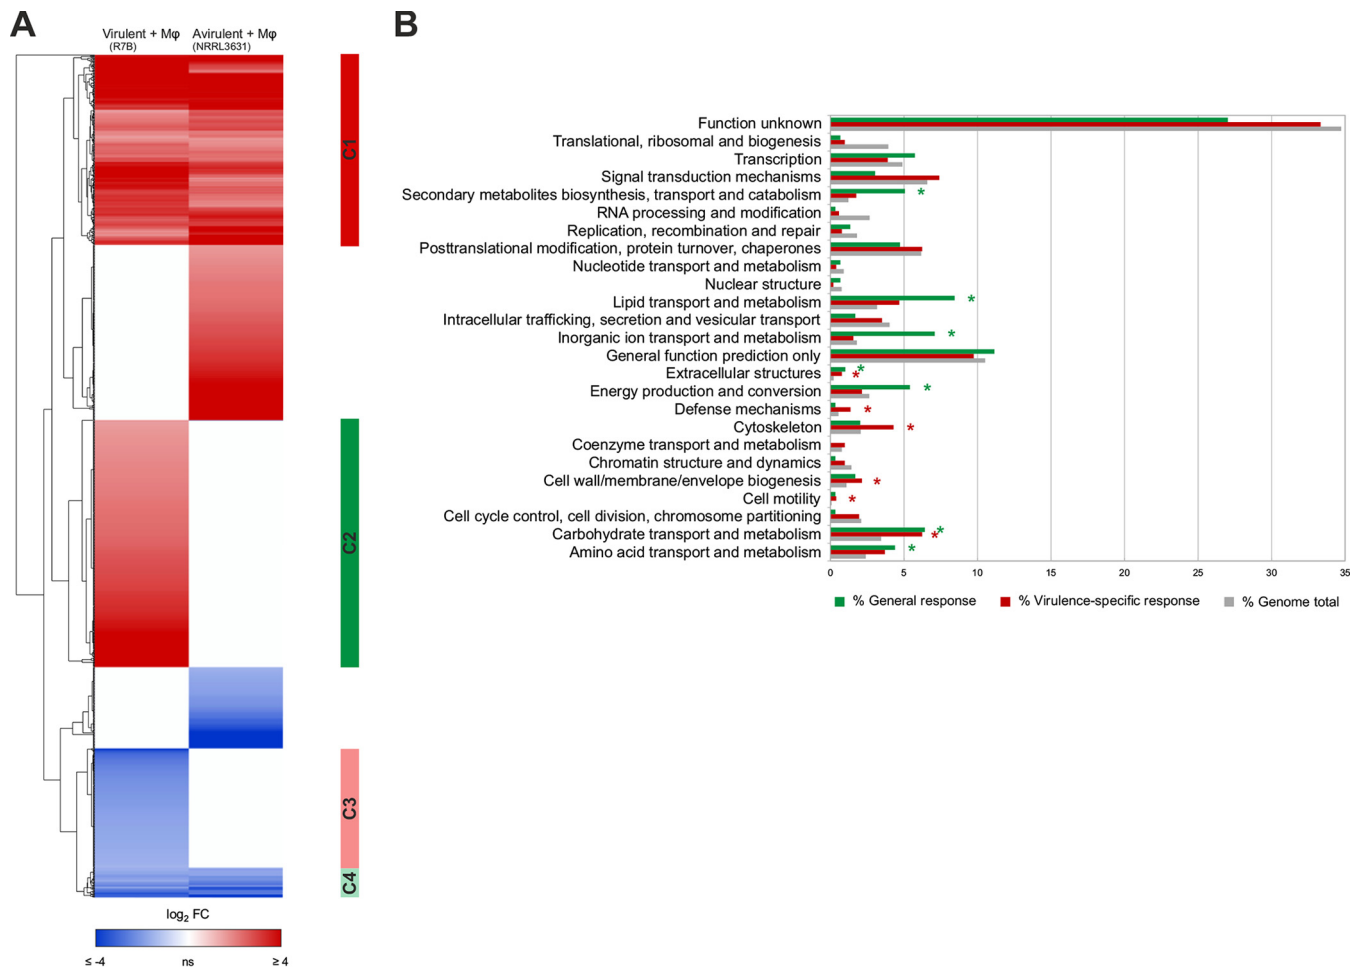 A
Virulent + Mφ
(R7B)
Avirulent + Mφ
(NRRL3631)
C1
C2
C3
C4
log2 FC
≤ -4
ns
≥ 4
B
Function unknown
Translational, ribosomal and biogenesis
Transcription
Signal transduction mechanisms
Secondary metabolites biosynthesis, transport and catabolism
*
RNA processing and modification
Replication, recombination and repair
Posttranslational modification, protein turnover, chaperones
Nucleotide transport and metabolism
Nuclear structure
Lipid transport and metabolism
*
Intracellular trafficking, secretion and vesicular transport
Inorganic ion transport and metabolism
*
General function prediction only
Extracellular structures
*
*
Energy production and conversion
*
Defense mechanisms
*
Cytoskeleton
*
Coenzyme transport and metabolism
Chromatin structure and dynamics
Cell wall/membrane/envelope biogenesis
*
Cell motility
*
Cell cycle control, cell division, chromosome partitioning
Carbohydrate transport and metabolism
*
*
Amino acid transport and metabolism
*
0 5 10 15 20 25 30 35
% General response
% Virulence-specific response
% Genome total